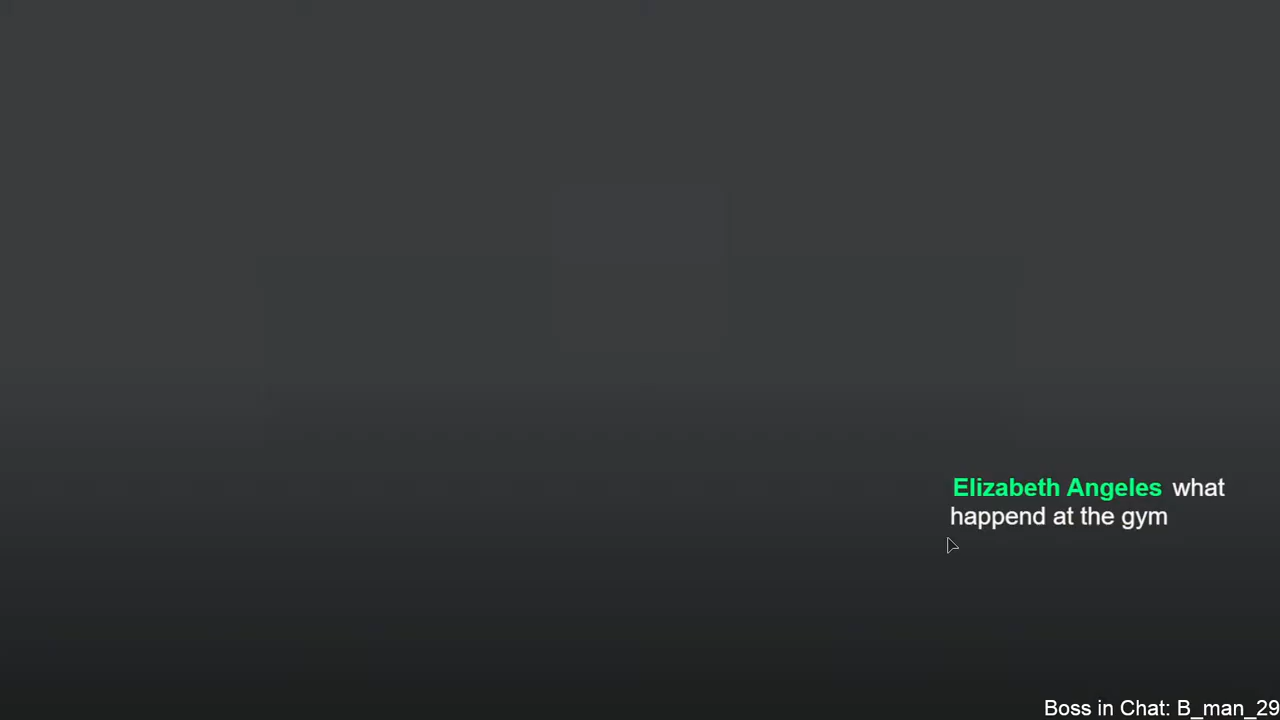 Elizabeth Angeles what
happend at the gym
Boss in Chat: B_man_29